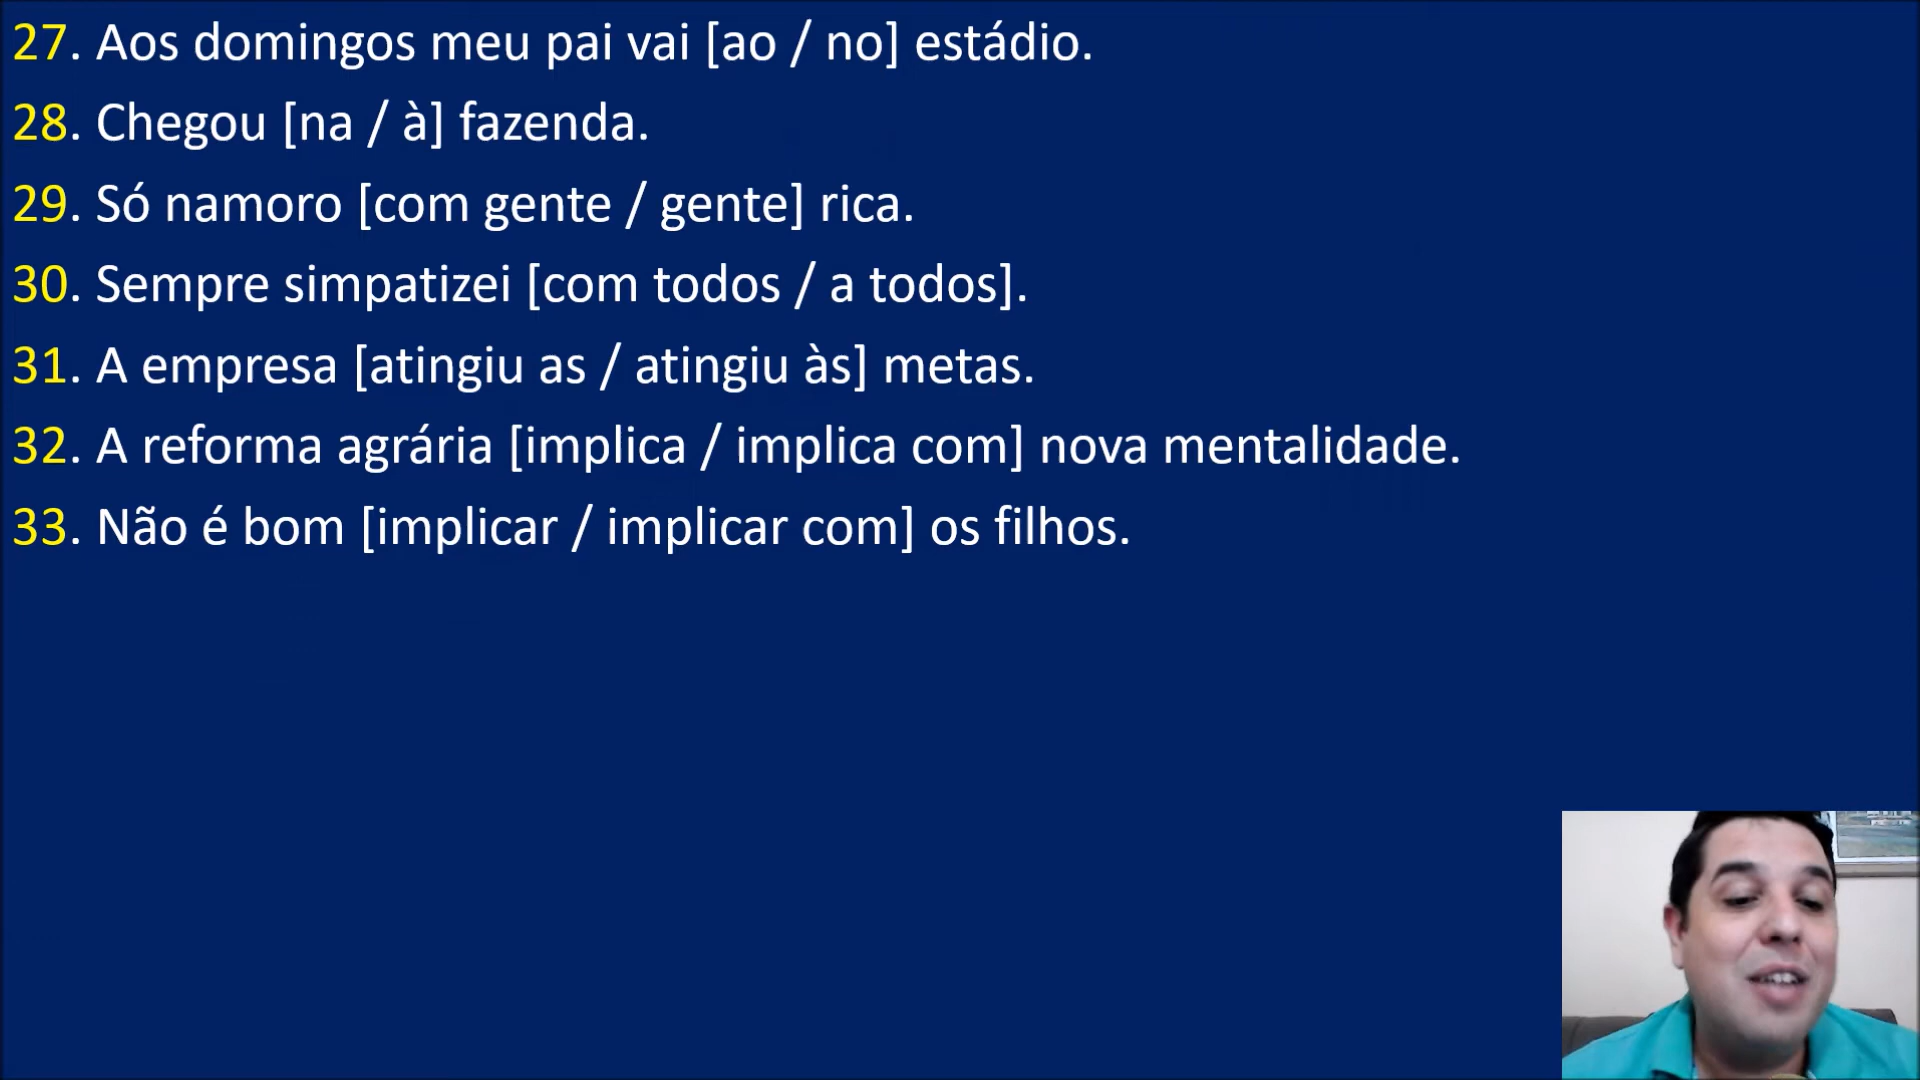 27. Aos domingos meu pai vai [ao / no] estádio.
28. Chegou [na / à] fazenda.
29. Só namoro [com gente / gente] rica.
30. Sempre simpatizei [com todos / a todos].
31. A empresa [atingiu as / atingiu às] metas.
32. A reforma agrária [implica / implica com] nova mentalidade.
33. Não é bom [implicar / implicar com] os filhos.